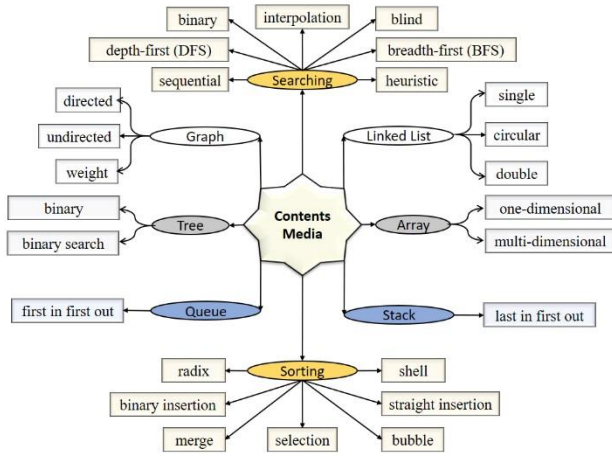 binary
interpolation
blind
depth-first (DFS)
breadth-first (BFS)
sequential
Searching
heuristic
directed
single
undirected
Graph
Linked List
circular
weight
double
Contents
Media
binary
Tree
Array
one-dimensional
binary search
multi-dimensional
first in first out
Queue
Stack
last in first out
radix
Sorting
shell
binary insertion
straight insertion
merge
selection
bubble